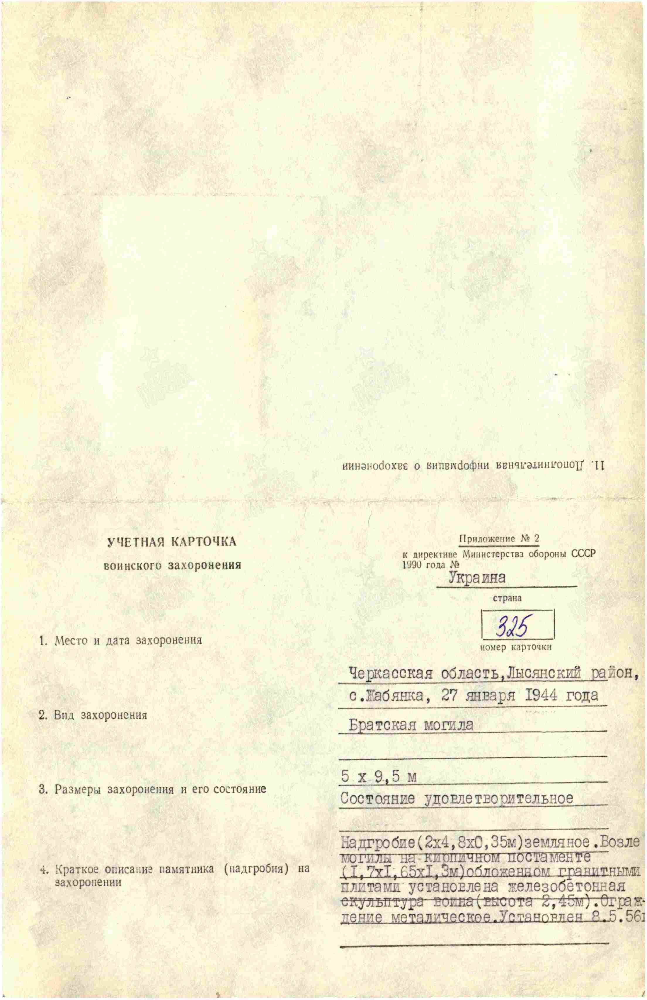 11. Дополнительная информация о захоронении
УЧЕТНАЯ КАРТОЧКА
воинского захоронения
Приложение № 2
к директиве Министерства обороны СССР
1990 года №
Украина
страна
325
номер карточки
1. Место и дата захоронения
Черкасская область,Лысянский район,
с.Жабянка, 27 января 1944 года
2. Вид захоронения
Братская могила
3. Размеры захоронения и его состояние
5 х 9,5 м
Состояние удовлетворительное
4. Краткое описание памятника (надгробия) на
захоронении
Надгробие(2х4,8х0,35м)земляное.Возле
могилы на кирпичном постаменте
(I,7хI,65хI,3м)обложенном гранитными
плитами установлена железобетонная
скульптура воина(высота 2,45м).Ограж-
дение металическое.Установлен 8.5.56г